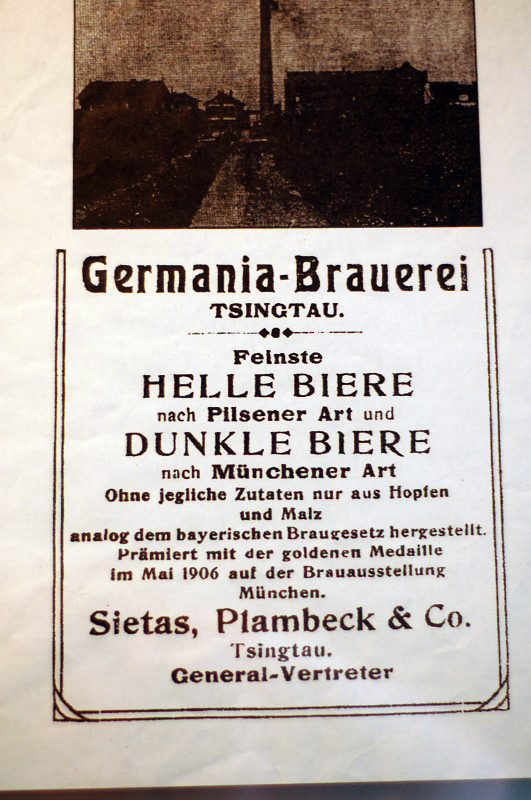 Germania-Brauerei
TSINGTAU.
Feinste
HELLE BIERE
nach Pilsener Art und
DUNKLE BIERE
nach Münchener Art
Ohne jegliche Zutaten nur aus Hopfen
und Malz
analog dem bayerischen Braugesetz hergestellt.
Prämiert mit der goldenen Medaille
im Mai 1906 auf der Brauausstellung
München.
Sietas, Plambeck & Co.
Tsingtau.
General-Vertreter